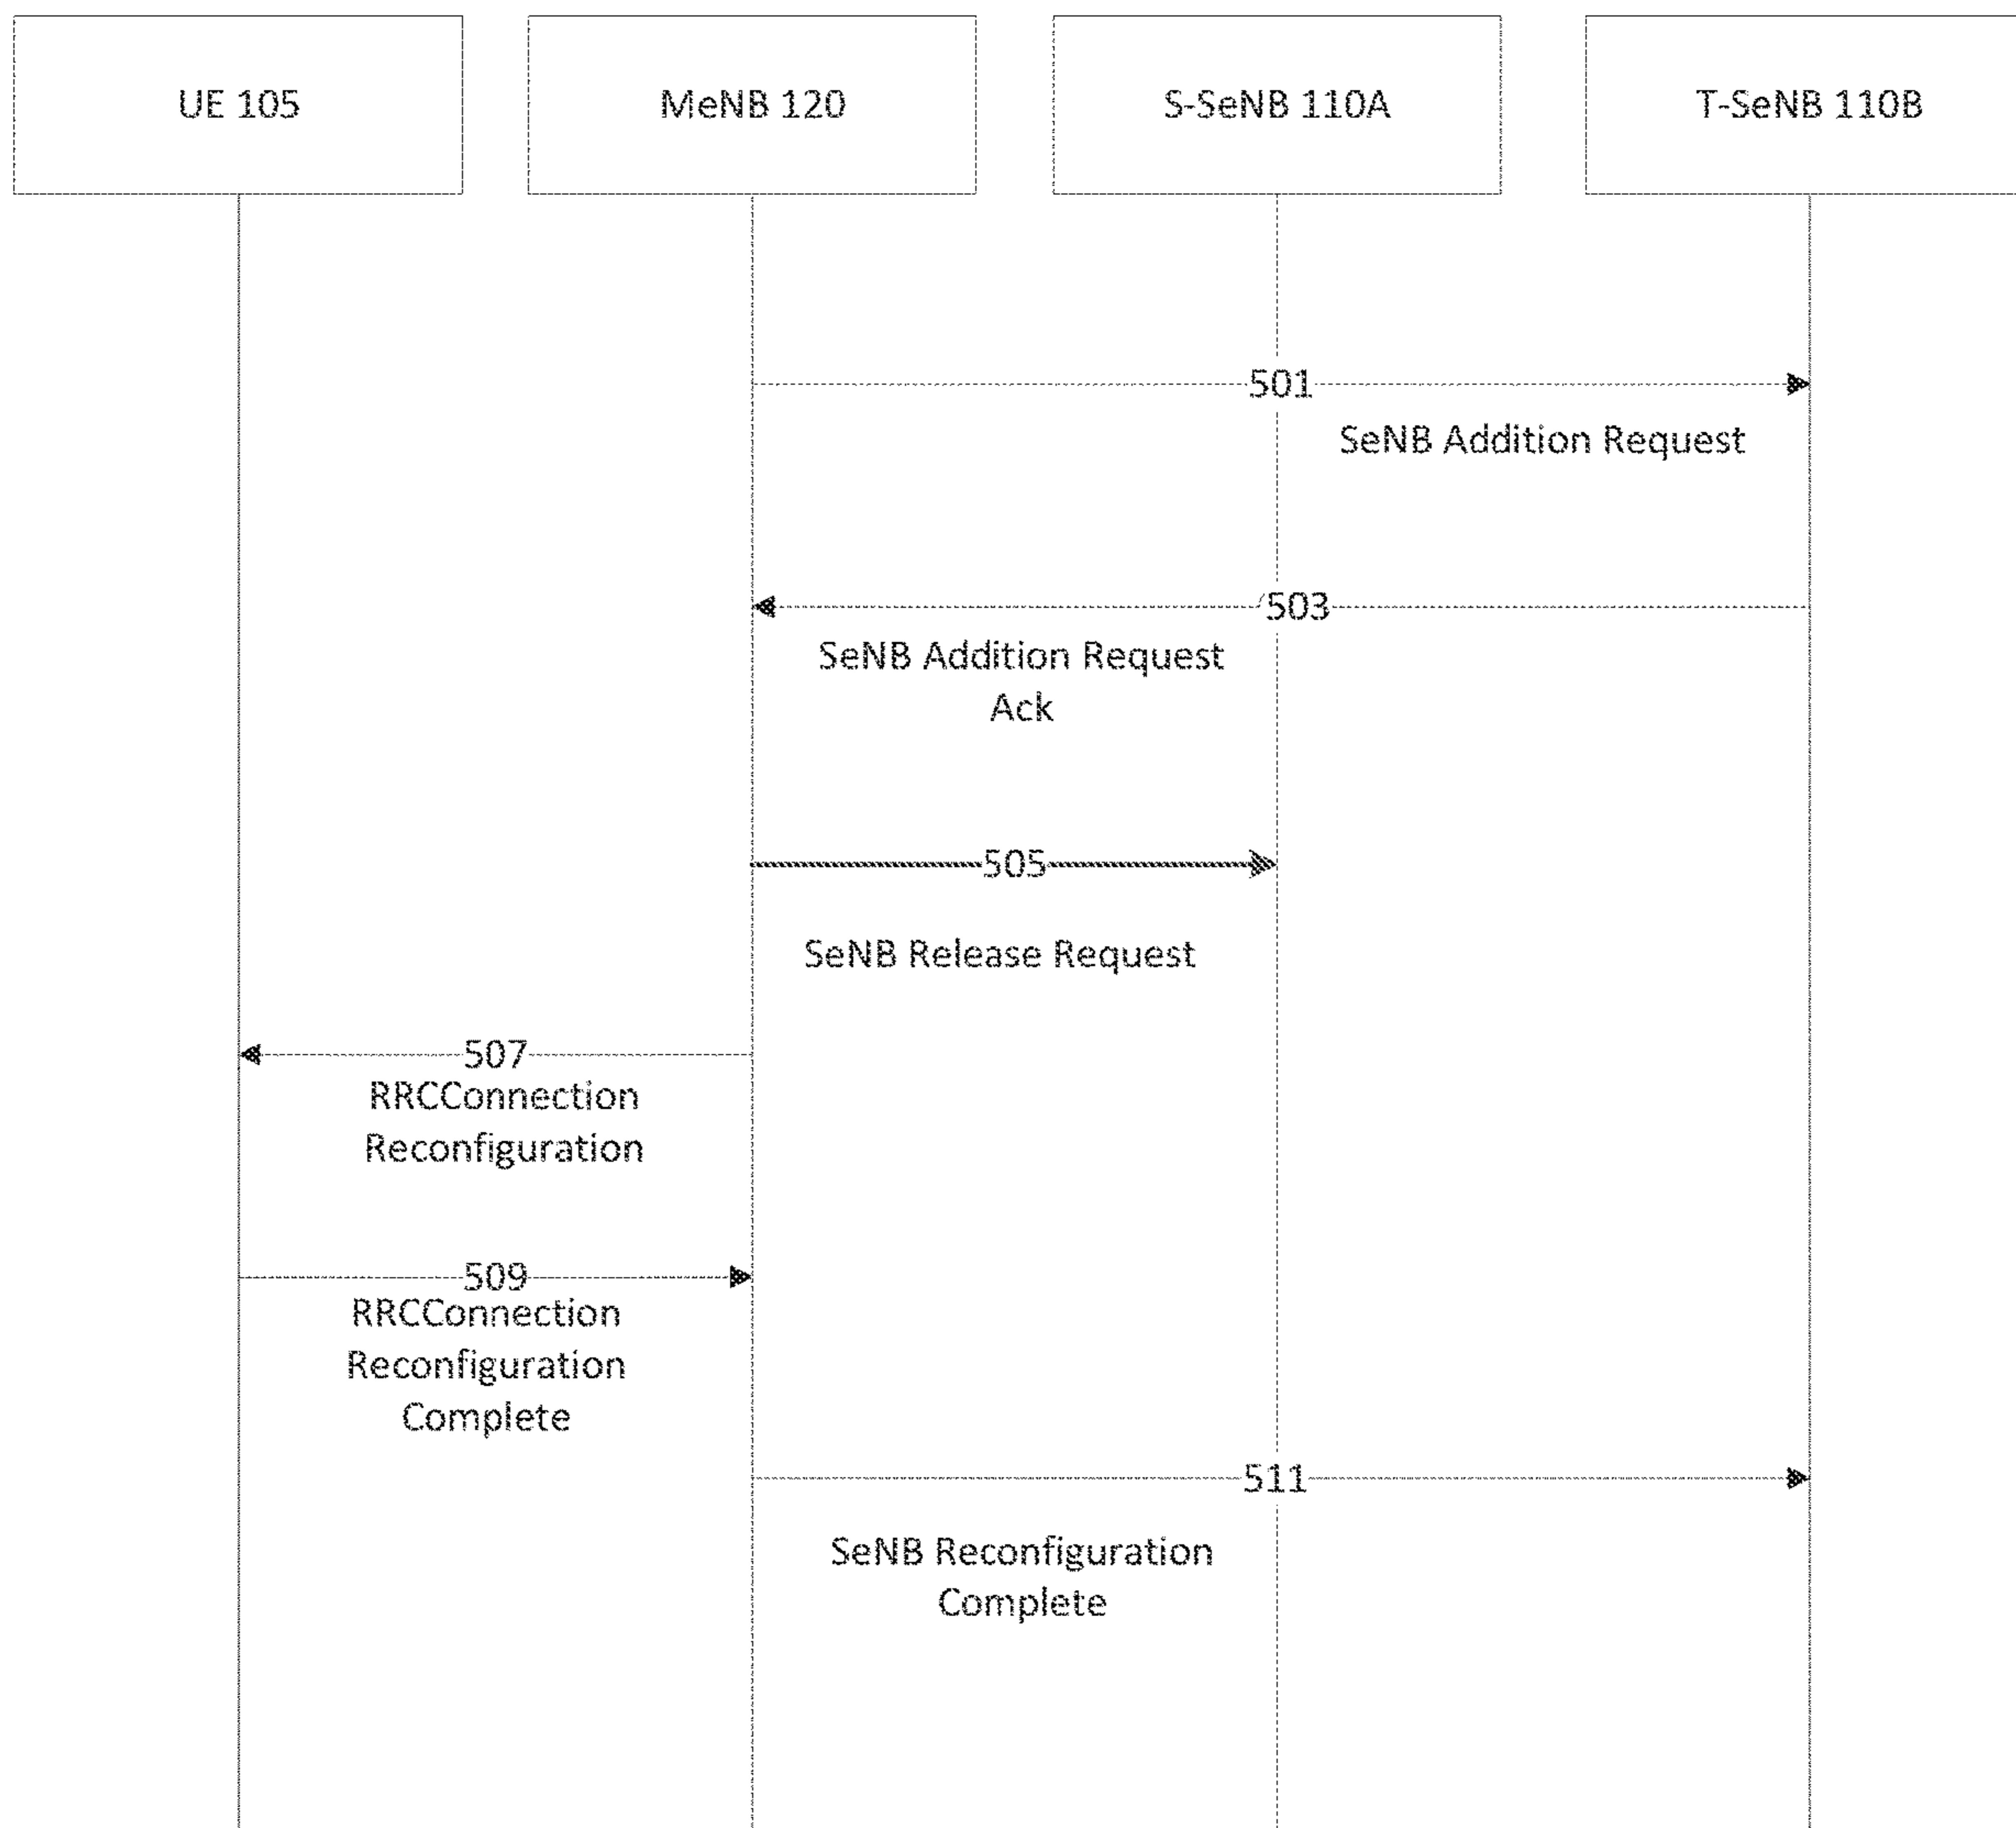 UE 105
MeNB 120
S-SeNB 110A
T-SeNB 110B
501
SeNB Addition Request
503
SeNB Addition Request
Ack
505
SeNB Release Request
507
RRCConnection
Reconfiguration
509
RRCConnection
Reconfiguration
Complete
511
SeNB Reconfiguration
Complete